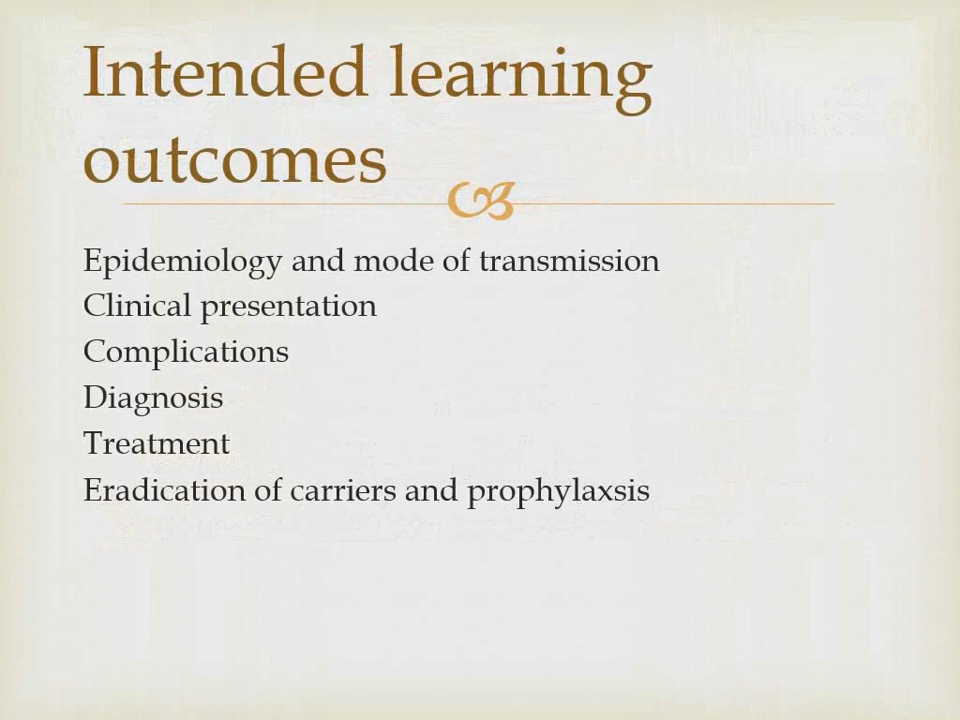 Intended learning
outcomes
Epidemiology and mode of transmission
Clinical presentation
Complications
Diagnosis
Treatment
Eradication of carriers and prophylaxsis